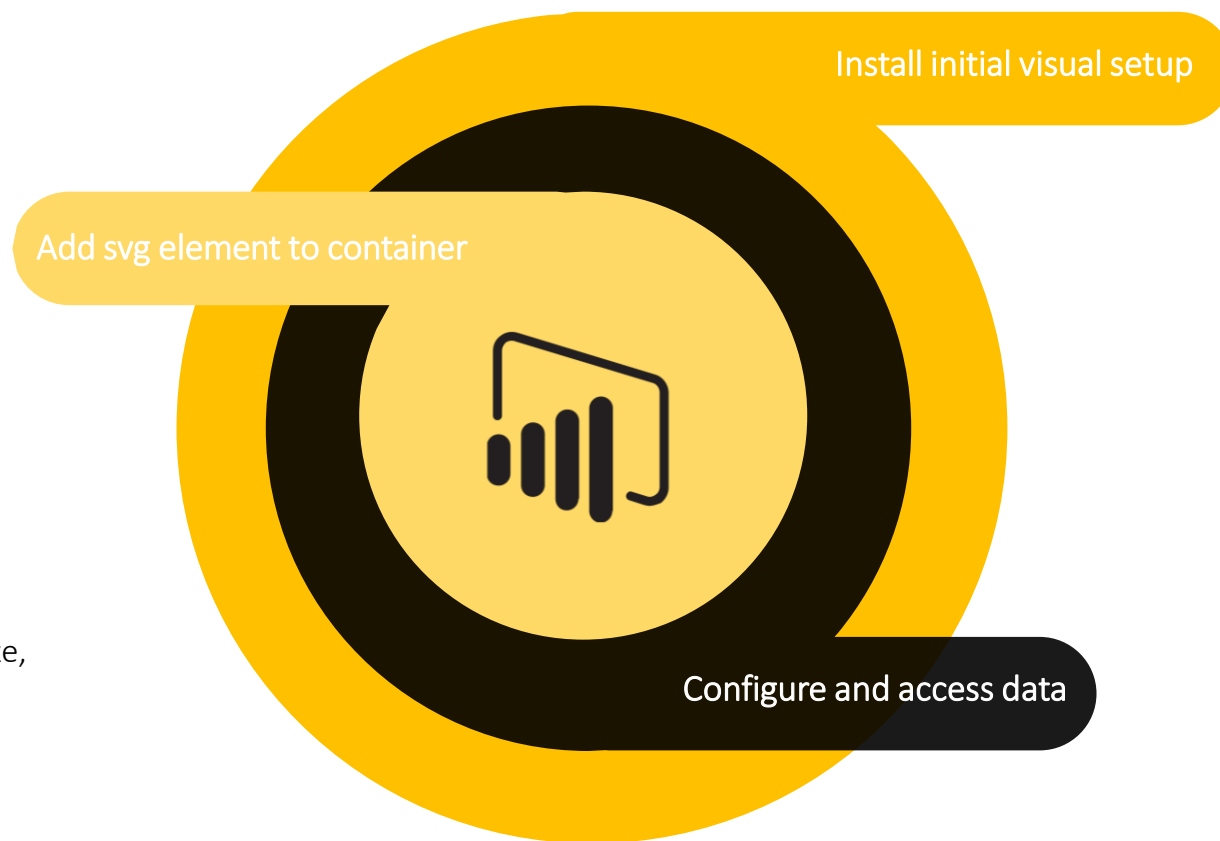 Install initial visual setup
Add svg element to container
Configure and access data